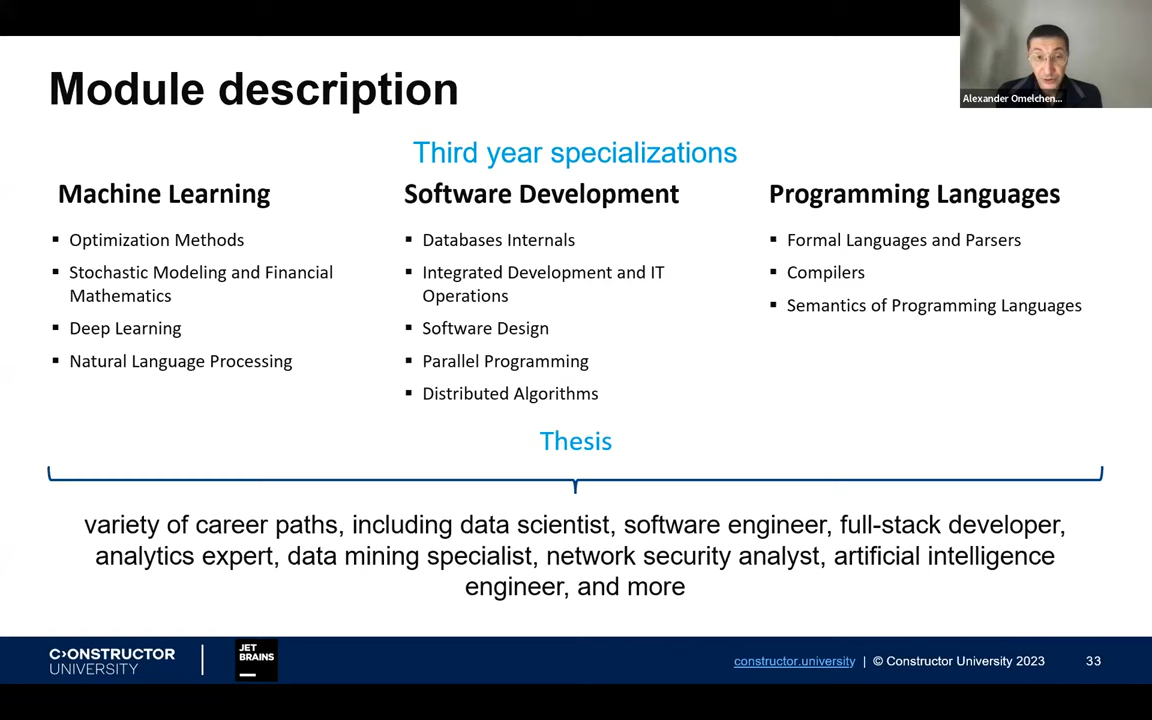 Module description
Alexander Omelchen...
Third year specializations
Machine Learning
Optimization Methods
Stochastic Modeling and Financial
Mathematics
Deep Learning
Natural Language Processing
Software Development
Databases Internals
Integrated Development and IT
Operations
Software Design
Parallel Programming
Distributed Algorithms
Programming Languages
Formal Languages and Parsers
Compilers
Semantics of Programming Languages
Thesis
variety of career paths, including data scientist, software engineer, full-stack developer,
analytics expert, data mining specialist, network security analyst, artificial intelligence
engineer, and more
C>ONSTRUCTOR
UNIVERSITY
JET
BRAINS
constructor.university | © Constructor University 2023 33